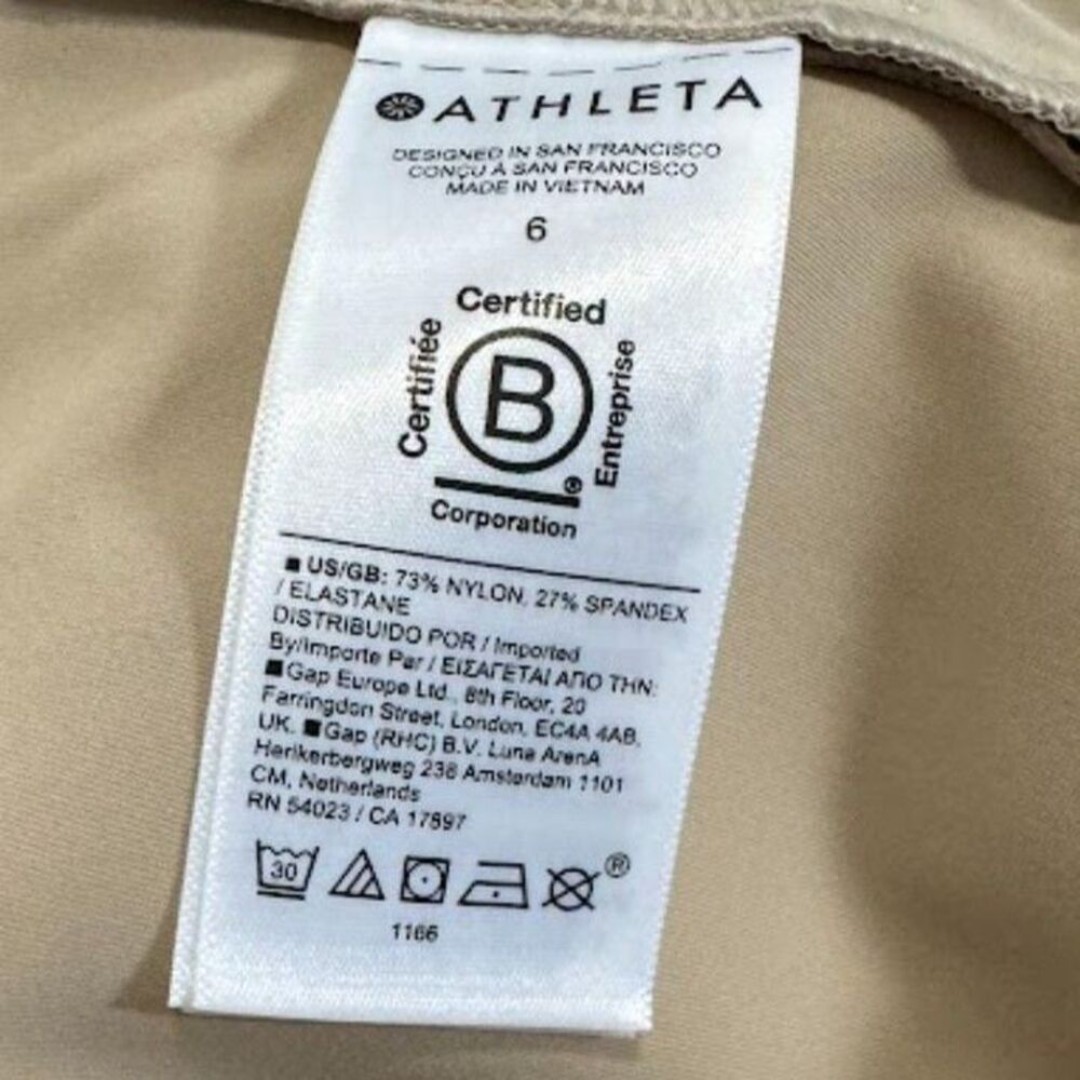 ATHLETA
DESIGNED IN SAN FRANCISCO
CONÇU À SAN FRANCISCO
MADE IN VIETNAM
6
Certified
Certifiée
B
Entreprise
®
Corporation
■ US/GB: 73% NYLON, 27% SPANDEX
/ ELASTANE
DISTRIBUIDO POR / Imported
By/Importe Par / ΕΙΣΑΓΕΤΑΙ ΑΠΟ ΤΗΝ:
■ Gap Europe Ltd., 8th Floor, 20
Farringdon Street, London, EC4A 4AB,
UK. ■ Gap (RHC) B.V. Luna ArenA
Herikerbergweg 238 Amsterdam 1101
CM, Netherlands
RN 54023 / CA 17897
30
®
1166